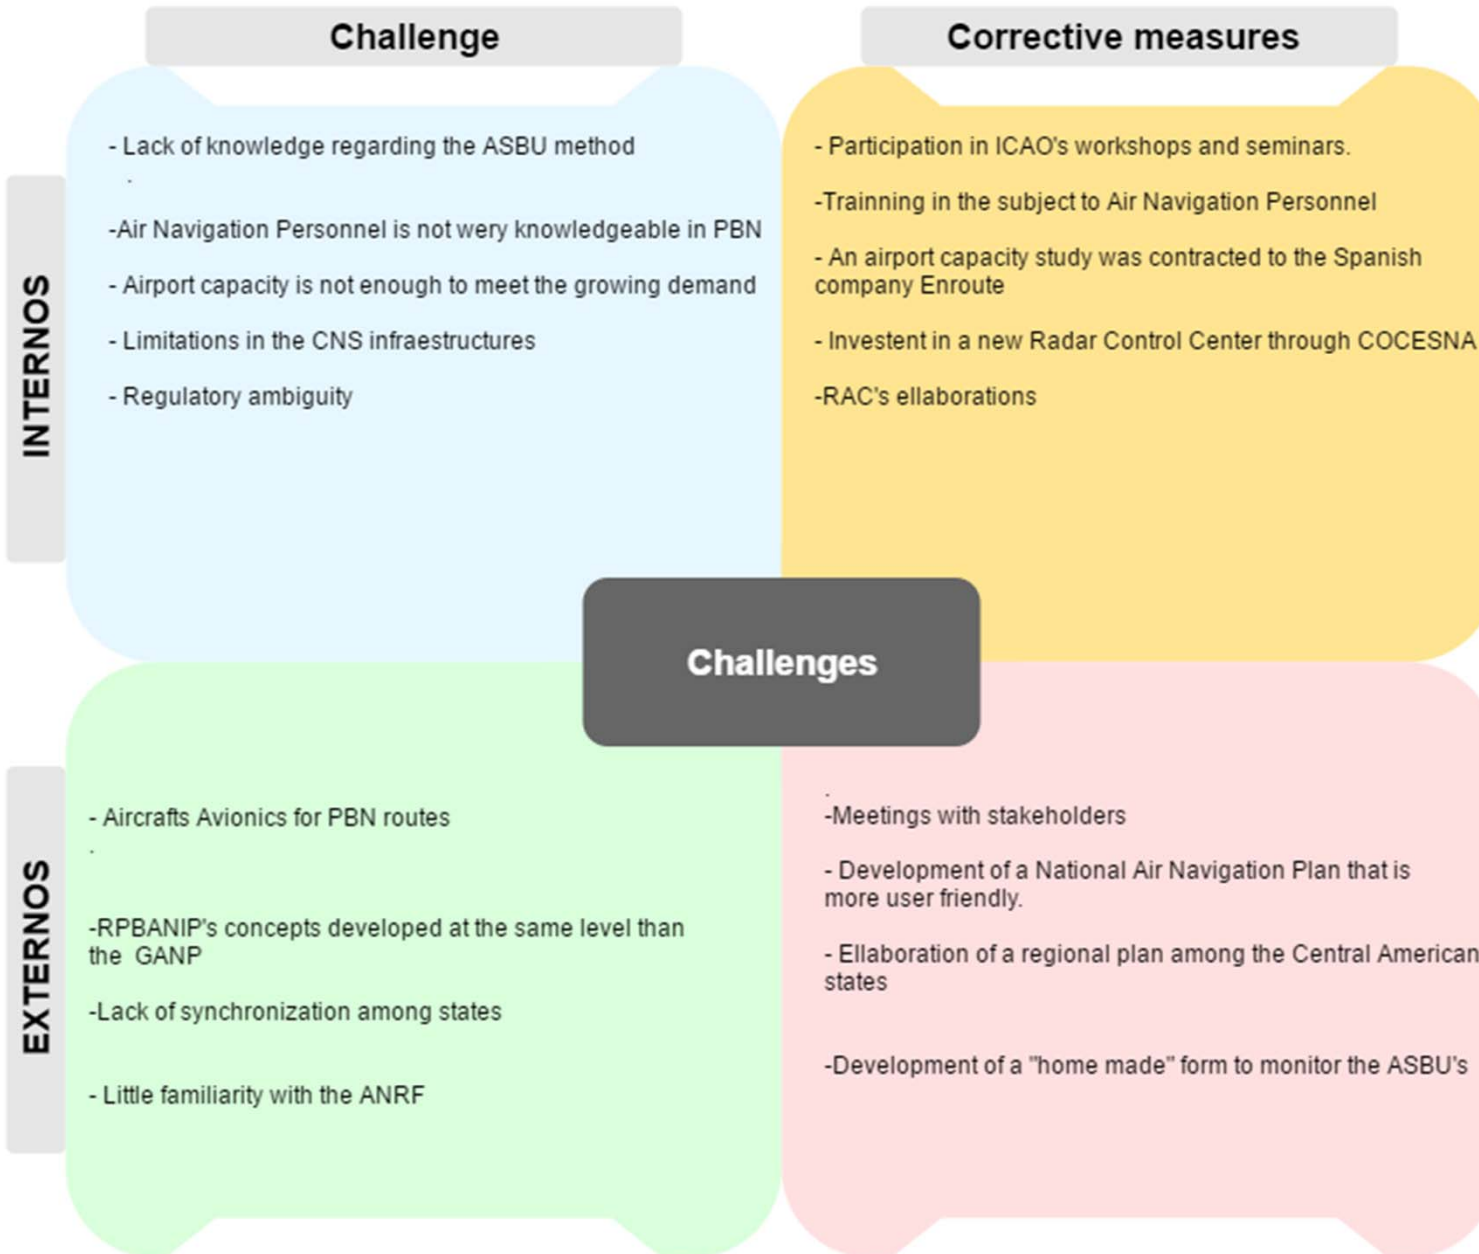 Challenge
Corrective measures
INTERNOS
- Lack of knowledge regarding the ASBU method
.
-Air Navigation Personnel is not wery knowledgeable in PBN
- Airport capacity is not enough to meet the growing demand
- Limitations in the CNS infraestructures
- Regulatory ambiguity
- Participation in ICAO's workshops and seminars.
-Trainning in the subject to Air Navigation Personnel
- An airport capacity study was contracted to the Spanish
company Enroute
- Investent in a new Radar Control Center through COCESNA
-RAC's ellaborations
Challenges
EXTERNOS
- Aircrafts Avionics for PBN routes
.
-RPBANIP's concepts developed at the same level than
the GANP
-Lack of synchronization among states
- Little familiarity with the ANRF
.
-Meetings with stakeholders
- Development of a National Air Navigation Plan that is
more user friendly.
- Ellaboration of a regional plan among the Central American
states
-Development of a "home made" form to monitor the ASBU's